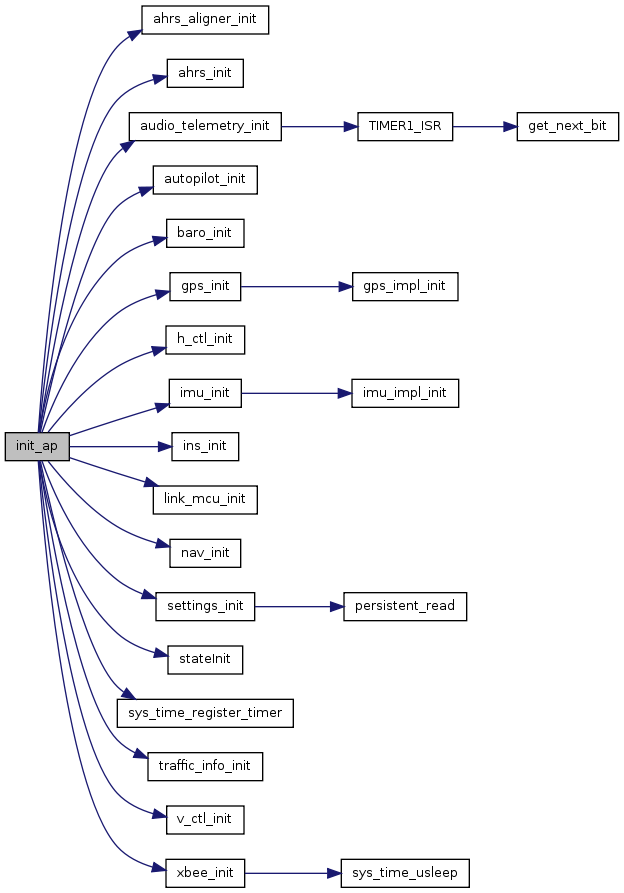 ahrs_aligner_init
ahrs_init
audio_telemetry_init
TIMER1_ISR
get_next_bit
autopilot_init
baro_init
gps_init
gps_impl_init
h_ctl_init
imu_init
imu_impl_init
init_ap
ins_init
link_mcu_init
nav_init
settings_init
persistent_read
stateInit
sys_time_register_timer
traffic_info_init
v_ctl_init
xbee_init
sys_time_usleep